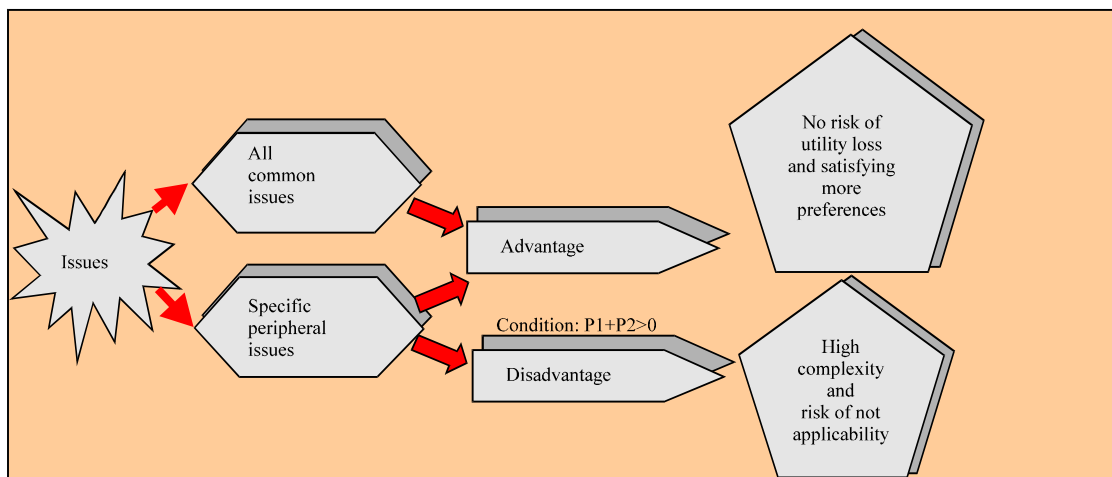 Issues
All
common
issues
Specific
peripheral
issues
Advantage
Condition: P1+P2>0
Disadvantage
No risk of
utility loss
and satisfying
more
preferences
High
complexity
and
risk of not
applicability